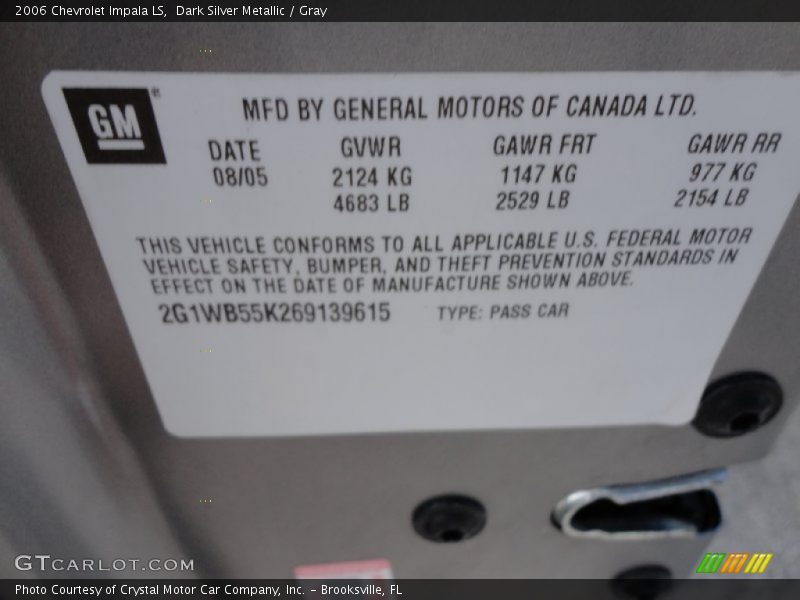 2006 Chevrolet Impala LS, Dark Silver Metallic / Gray
GM ®
MFD BY GENERAL MOTORS OF CANADA LTD.
DATE GVWR GAWR FRT GAWR RR
08/05 2124 KG 1147 KG 977 KG
4683 LB 2529 LB 2154 LB
THIS VEHICLE CONFORMS TO ALL APPLICABLE U.S. FEDERAL MOTOR
VEHICLE SAFETY, BUMPER, AND THEFT PREVENTION STANDARDS IN
EFFECT ON THE DATE OF MANUFACTURE SHOWN ABOVE.
2G1WB55K269139615 TYPE: PASS CAR
GTCARLOT.COM
Photo Courtesy of Crystal Motor Car Company, Inc. – Brooksville, FL